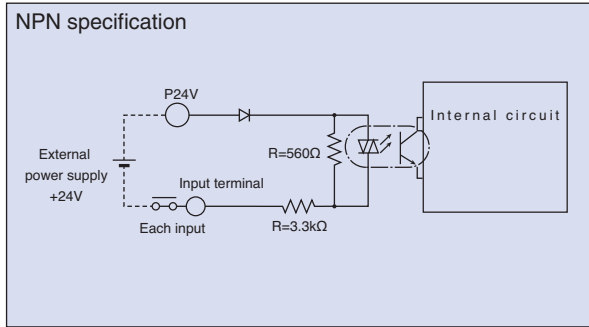 NPN specification
P24V
Internal circuit
R=560Ω
External
power supply
+24V
Input terminal
Each input
R=3.3kΩ